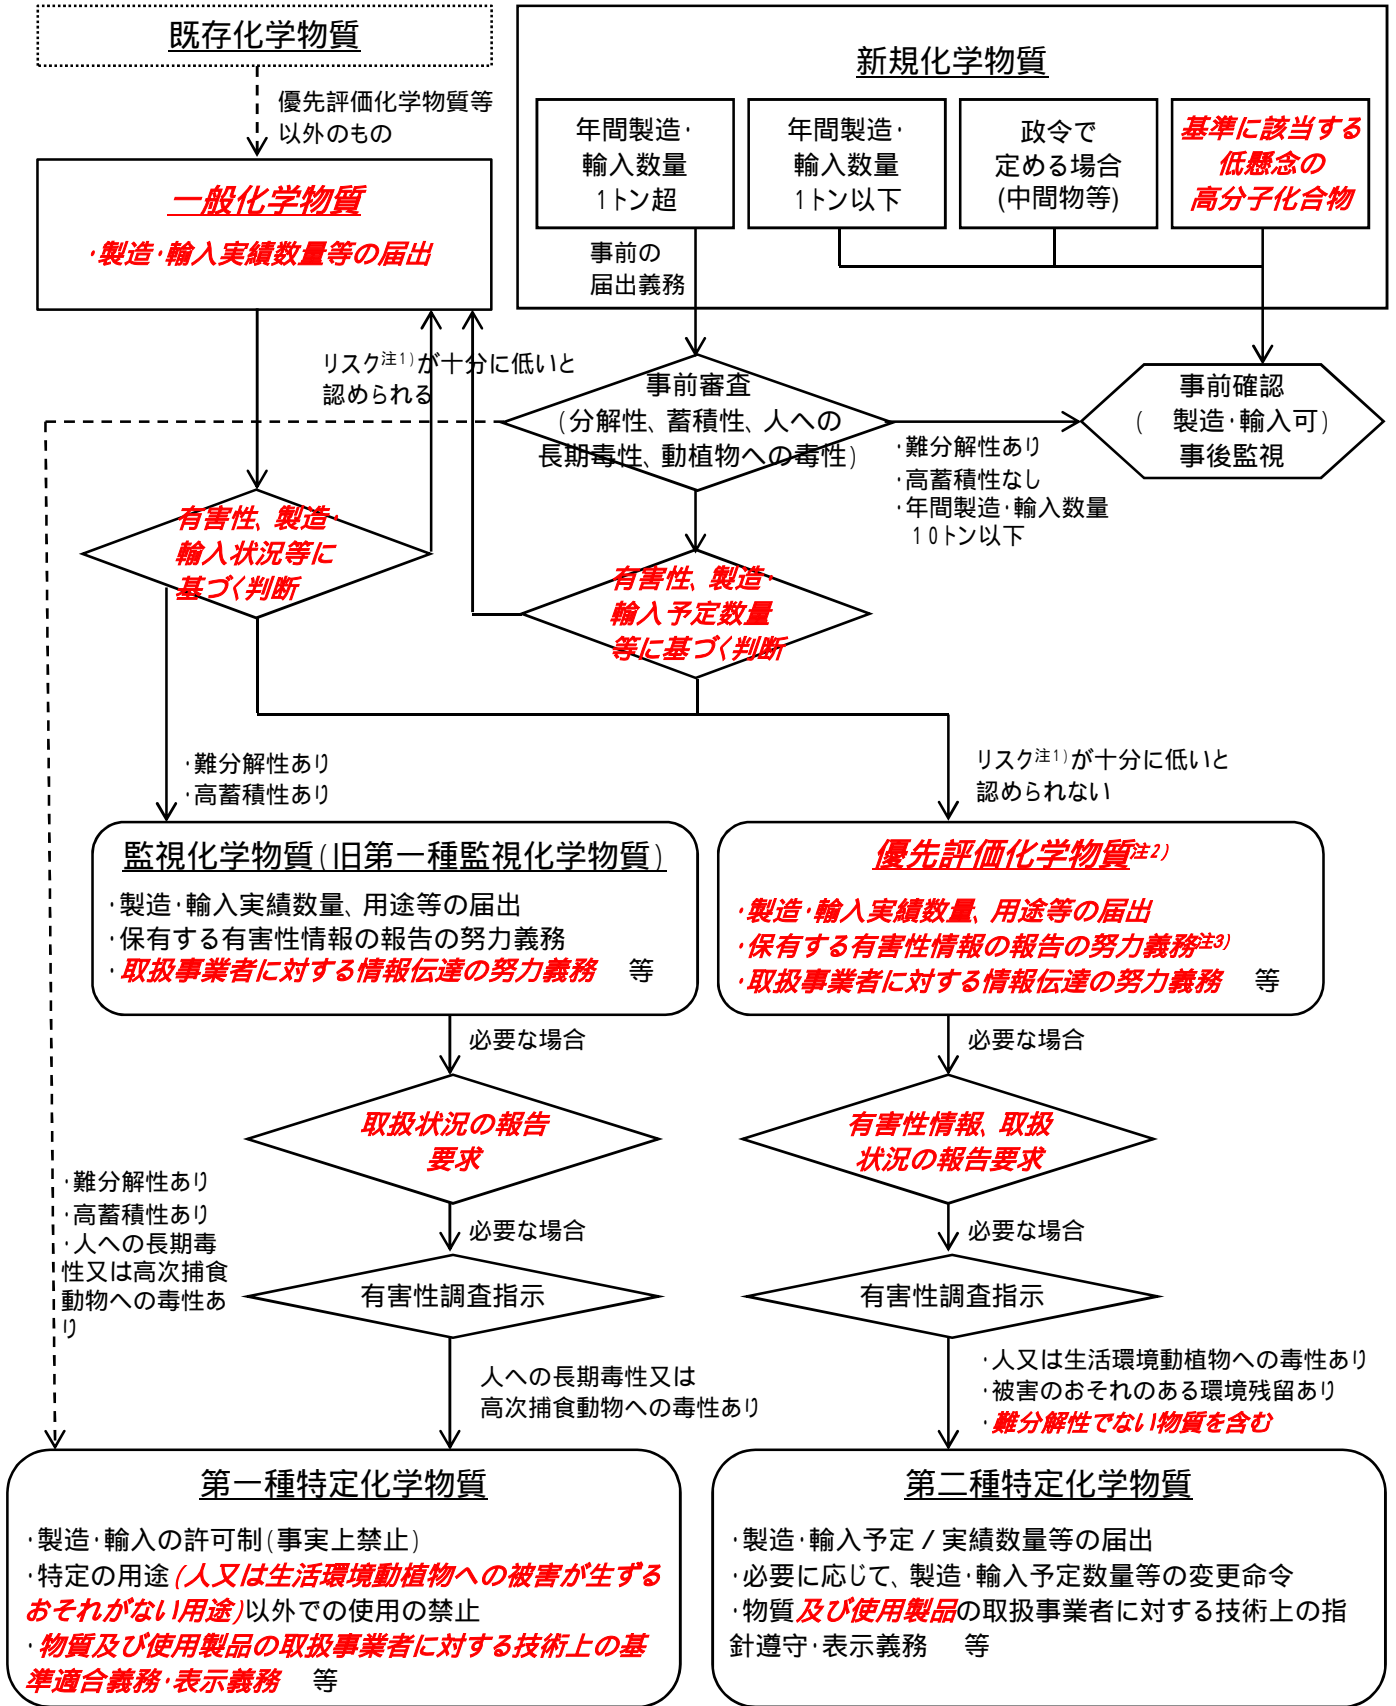 既存化学物質
優先評価化学物質等
以外のもの
一般化学物質
・製造・輸入実績数量等の届出
新規化学物質
年間製造・
輸入数量
1トン超
年間製造・
輸入数量
1トン以下
政令で
定める場合
(中間物等)
基準に該当する
低懸念の
高分子化合物
事前の
届出義務
リスク注1)が十分に低いと
認められる
事前審査
(分解性、蓄積性、人への
長期毒性、動植物への毒性)
事前確認
(　製造・輸入可)
事後監視
・難分解性あり
・高蓄積性なし
・年間製造・輸入数量
10トン以下
有害性、製造・
輸入状況等に
基づく判断
有害性、製造・
輸入予定数量
等に基づく判断
・難分解性あり
・高蓄積性あり
リスク注1)が十分に低いと
認められない
監視化学物質(旧第一種監視化学物質)
・製造・輸入実績数量、用途等の届出
・保有する有害性情報の報告の努力義務
・取扱事業者に対する情報伝達の努力義務　等
優先評価化学物質注2)
・製造・輸入実績数量、用途等の届出
・保有する有害性情報の報告の努力義務注3)
・取扱事業者に対する情報伝達の努力義務　等
必要な場合
必要な場合
取扱状況の報告
要求
有害性情報、取扱
状況の報告要求
・難分解性あり
・高蓄積性あり
・人への長期毒
性又は高次捕食
動物への毒性あ
り
必要な場合
必要な場合
有害性調査指示
有害性調査指示
人への長期毒性又は
高次捕食動物への毒性あり
・人又は生活環境動植物への毒性あり
・被害のおそれのある環境残留あり
・難分解性でない物質を含む
第一種特定化学物質
・製造・輸入の許可制(事実上禁止)
・特定の用途(人又は生活環境動植物への被害が生ずる
おそれがない用途)以外での使用の禁止
・物質及び使用製品の取扱事業者に対する技術上の基
準適合義務・表示義務　等
第二種特定化学物質
・製造・輸入予定/実績数量等の届出
・必要に応じて、製造・輸入予定数量等の変更命令
・物質及び使用製品の取扱事業者に対する技術上の指
針遵守・表示義務　等